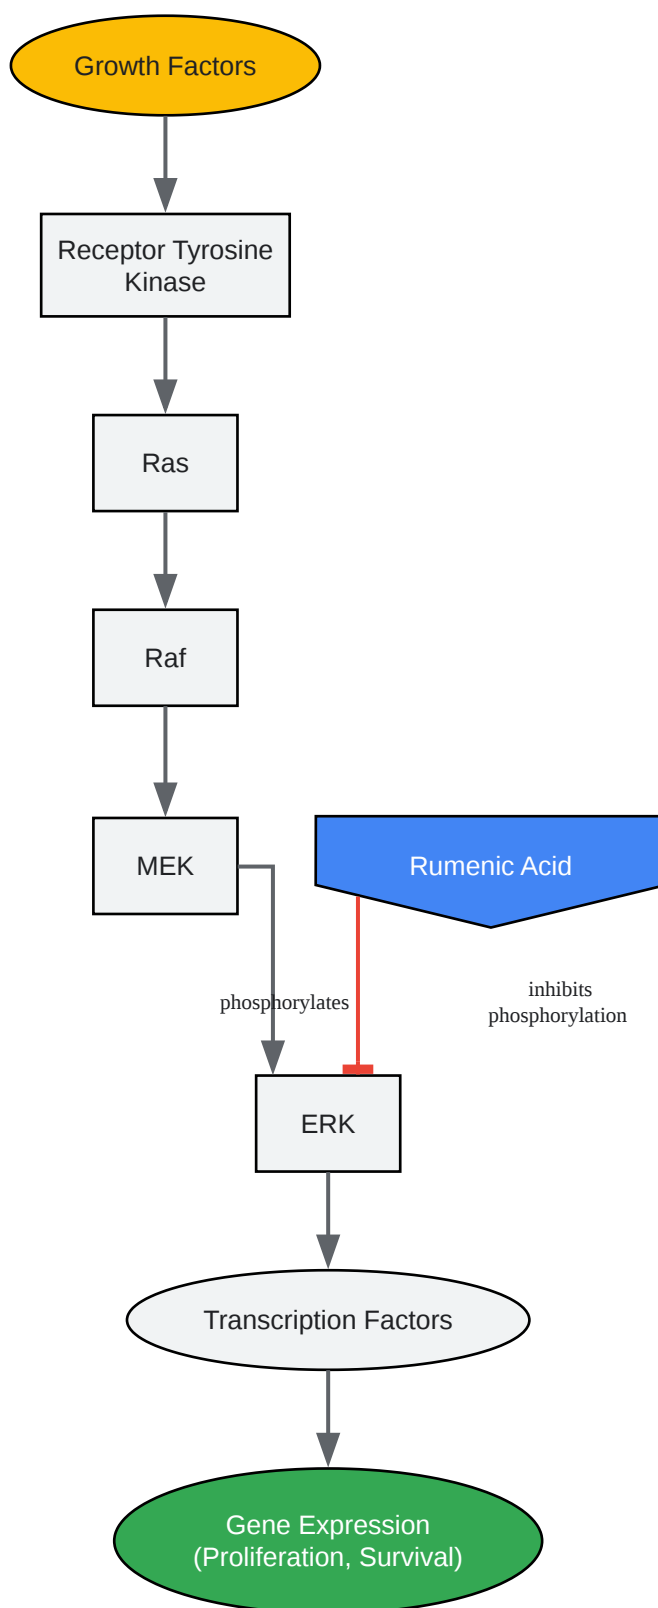 Growth Factors
Receptor Tyrosine
Kinase
Ras
Raf
MEK
Rumenic Acid
phosphorylates
inhibits
phosphorylation
ERK
Transcription Factors
Gene Expression
(Proliferation, Survival)